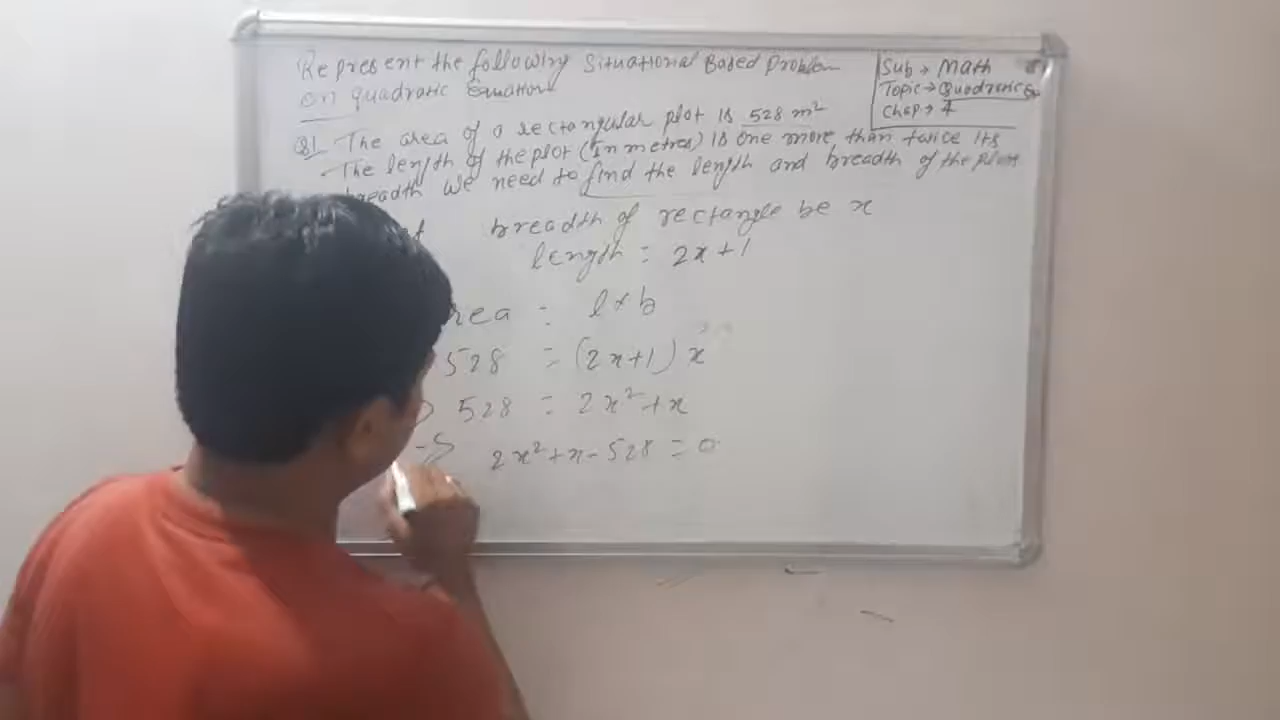 Represent the following Situational Based Problem
on quadratic Equation
Sub → Math
Topic → Quadratic Eq
Chap → 4
Q1 The area of a rectangular plot is 528 m²
The length of the plot (In metres) is one more than twice its
breadth We need to find the length and breadth of the plot
breadth of rectangle be x
length = 2x+1
rea = l × b
528 = (2x+1) x
528 = 2x² + x
2x² + x - 528 = 0